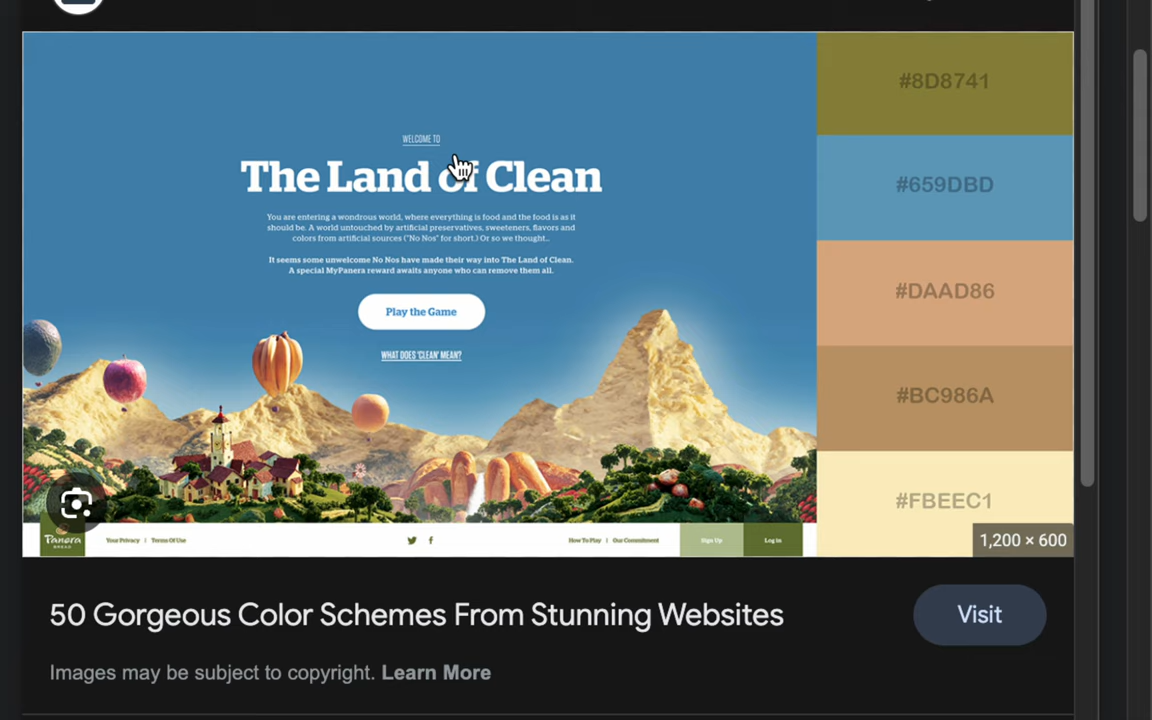 WELCOME TO
The Land of Clean
You are entering a wondrous world, where everything is food and the food is as it
should be. A world untouched by artificial preservatives, sweeteners, flavors and
colors from artificial sources ("No Nos" for short.) Or so we thought...
It seems some unwelcome No Nos have made their way into The Land of Clean.
A special MyPanera reward awaits anyone who can remove them all.
Play the Game
WHAT DOES 'CLEAN' MEAN?
Panera
BREAD
Your Privacy | Terms Of Use
How To Play | Our Commitment
Sign Up
Log in
#8D8741
#659DBD
#DAAD86
#BC986A
#FBEEC1
1,200 × 600
50 Gorgeous Color Schemes From Stunning Websites
Visit
Images may be subject to copyright. Learn More